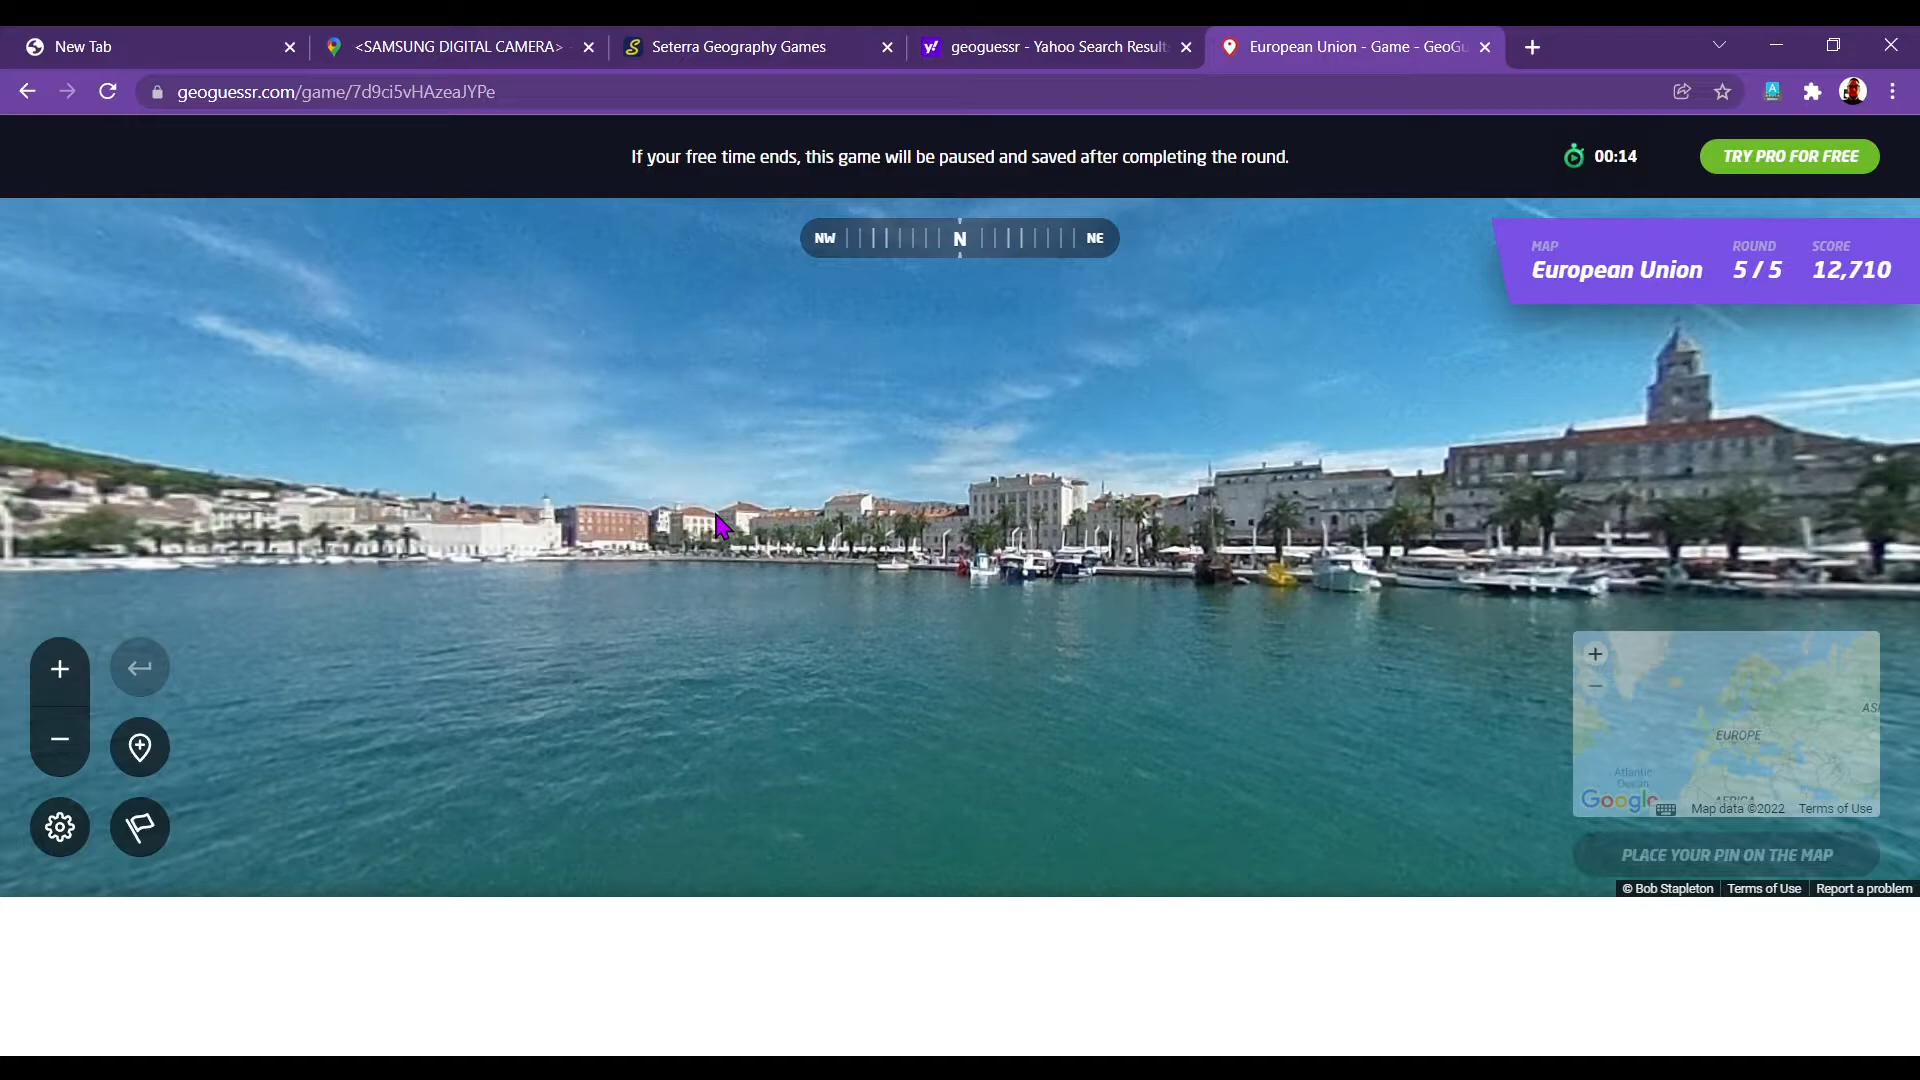 New Tab
<SAMSUNG DIGITAL CAMERA>
Seterra Geography Games
geoguessr - Yahoo Search Result
European Union - Game - GeoGu
geoguessr.com/game/7d9ci5vHAzeaJYPe
If your free time ends, this game will be paused and saved after completing the round.
00:14
TRY PRO FOR FREE
NW N NE
MAP ROUND SCORE
European Union 5 / 5 12,710
EUROPE
Atlantic
Ocean
AFRICA
Google
Map data ©2022 Terms of Use
PLACE YOUR PIN ON THE MAP
© Bob Stapleton Terms of Use Report a problem